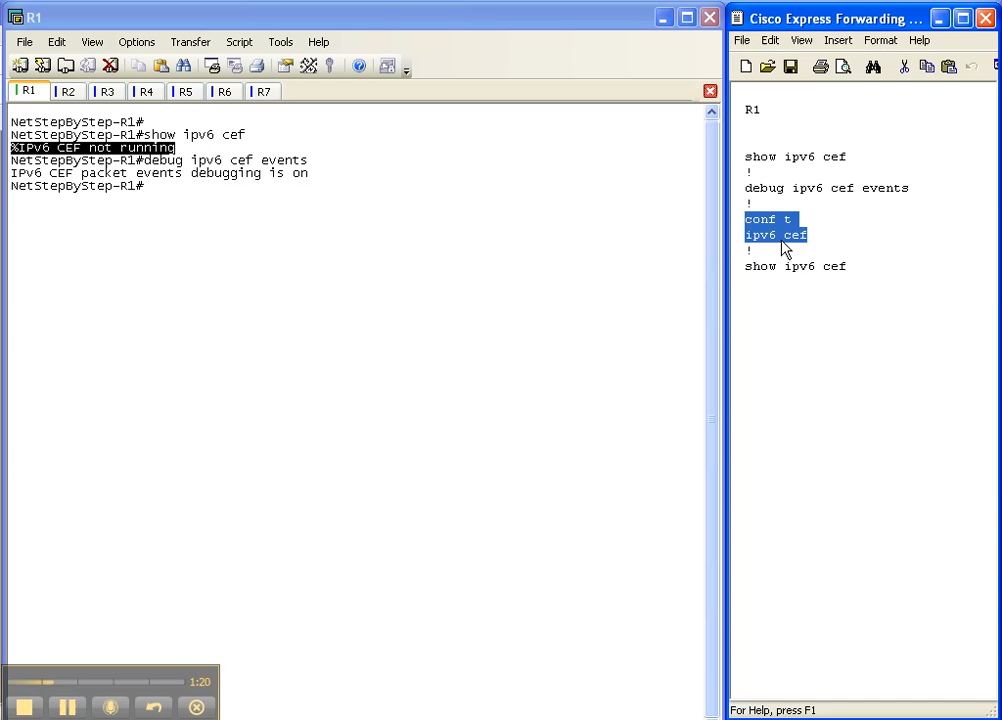 R1
File Edit View Options Transfer Script Tools Help
R1 R2 R3 R4 R5 R6 R7
NetStepByStep-R1#
NetStepByStep-R1#show ipv6 cef
%IPv6 CEF not running
NetStepByStep-R1#debug ipv6 cef events
IPv6 CEF packet events debugging is on
NetStepByStep-R1#
1:20
Cisco Express Forwarding ...
File Edit View Insert Format Help
R1
show ipv6 cef
!
debug ipv6 cef events
!
conf t
ipv6 cef
!
show ipv6 cef
For Help, press F1